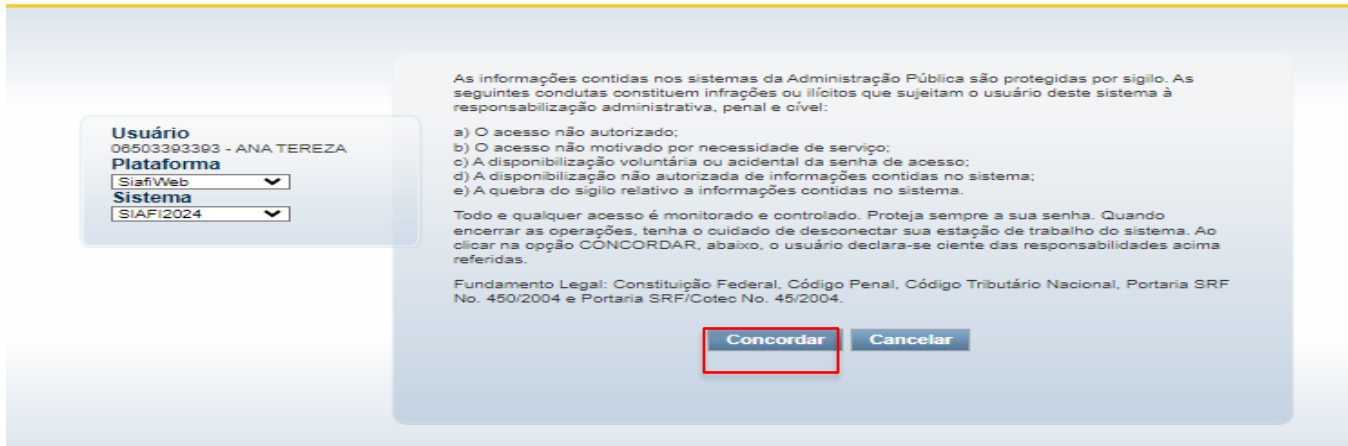 Usuário
06503393393 - ANA TEREZA
Plataforma
SiafiWeb
Sistema
SIAFI2024
As informações contidas nos sistemas da Administração Pública são protegidas por sigilo. As
seguintes condutas constituem infrações ou ilícitos que sujeitam o usuário deste sistema à
responsabilização administrativa, penal e cível:
a) O acesso não autorizado;
b) O acesso não motivado por necessidade de serviço;
c) A disponibilização voluntária ou acidental da senha de acesso;
d) A disponibilização não autorizada de informações contidas no sistema;
e) A quebra do sigilo relativo a informações contidas no sistema.
Todo e qualquer acesso é monitorado e controlado. Proteja sempre a sua senha. Quando
encerrar as operações, tenha o cuidado de desconectar sua estação de trabalho do sistema. Ao
clicar na opção CONCORDAR, abaixo, o usuário declara-se ciente das responsabilidades acima
referidas.
Fundamento Legal: Constituição Federal, Código Penal, Código Tributário Nacional, Portaria SRF
No. 450/2004 e Portaria SRF/Cotec No. 45/2004.
Concordar Cancelar